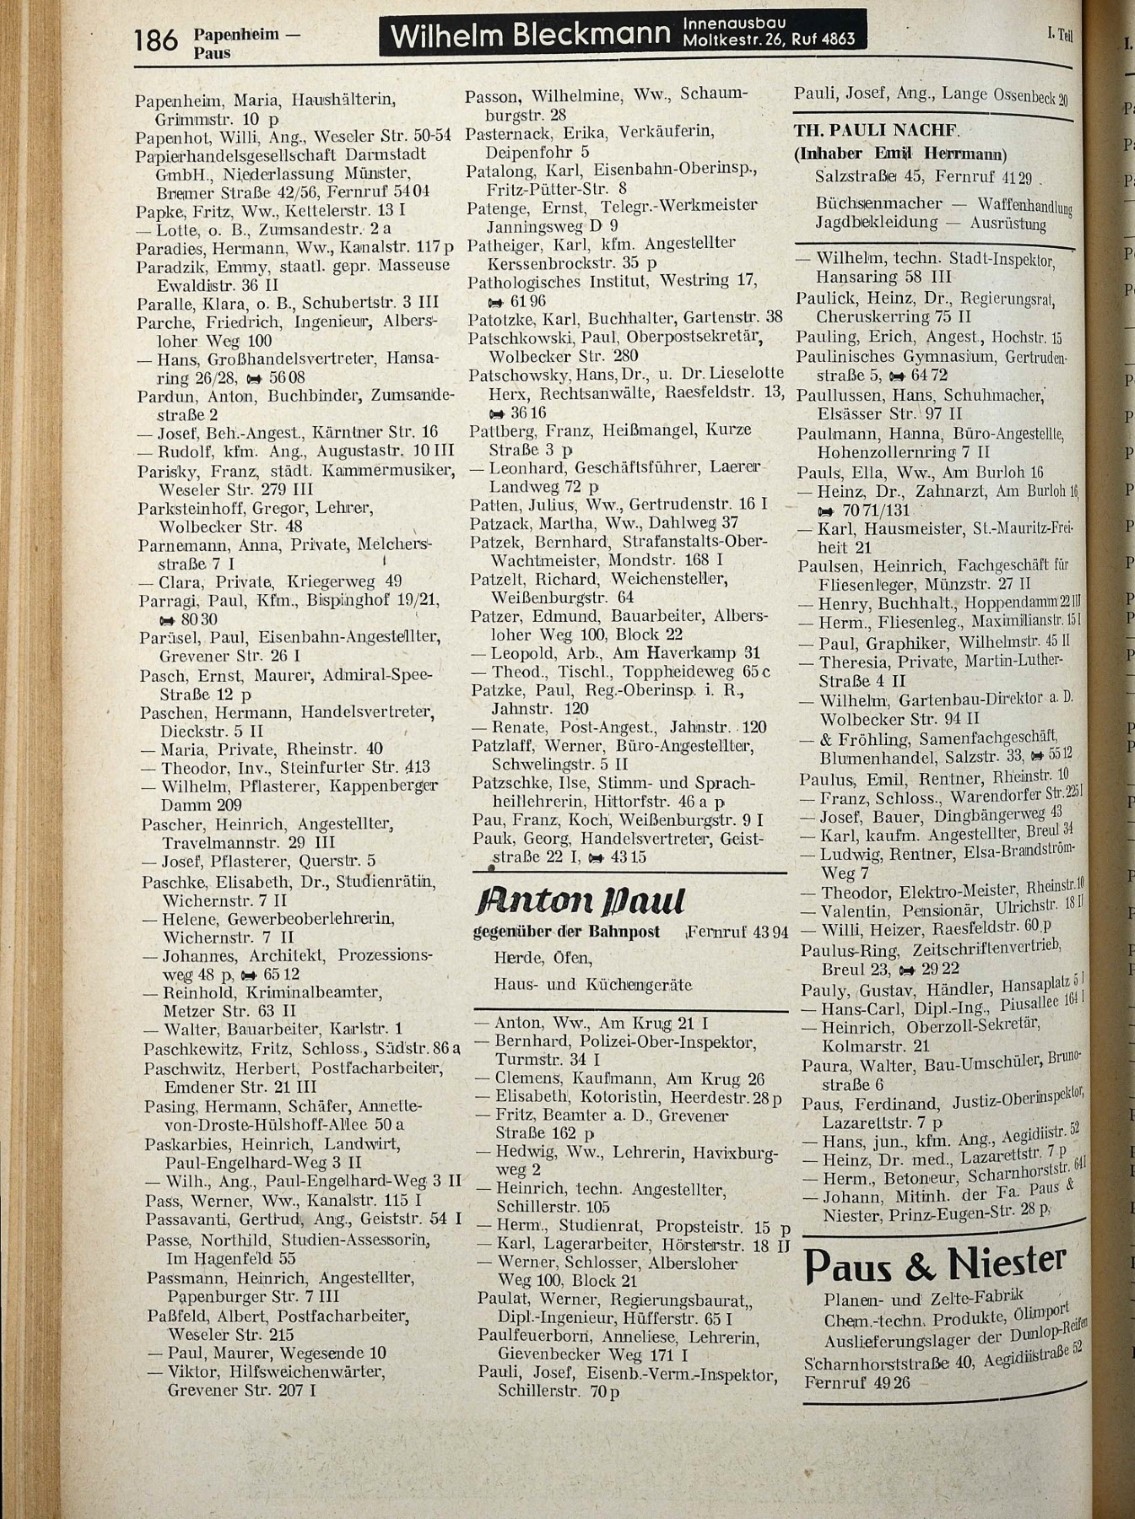 186 Papenheim —
Paus
Wilhelm Bleckmann Innenausbau
Moltkestr. 26, Ruf 4863
I. Teil
Papenheim, Maria, Haushälterin,
Grimmstr. 10 p
Papenhot, Willi, Ang., Weseler Str. 50-54
Papierhandelsgesellschaft Darmstadt
GmbH., Niederlassung Münster,
Bremer Straße 42/56, Fernruf 54 04
Papke, Fritz, Ww., Kettelerstr. 13 I
— Lotte, o. B., Zumsandestr. 2 a
Paradies, Hermann, Ww., Kanalstr. 117 p
Paradzik, Emmy, staatl. gepr. Masseuse
Ewaldistr. 36 II
Paralle, Klara, o. B., Schubertstr. 3 III
Parche, Friedrich, Ingenieur, Albers-
loher Weg 100
— Hans, Großhandelsvertreter, Hansa-
ring 26/28, 56 08
Pardun, Anton, Buchbinder, Zumsande-
straße 2
— Josef, Beh.-Angest., Kärntner Str. 16
— Rudolf, kfm. Ang., Augustastr. 10 III
Parisky, Franz, städt. Kammermusiker,
Weseler Str. 279 III
Parksteinhoff, Gregor, Lehrer,
Wolbecker Str. 48
Parnemann, Anna, Private, Melchers-
straße 7 I
— Clara, Private, Kriegerweg 49
Parragi, Paul, Kfm., Bispinghof 19/21,
80 30
Parüsel, Paul, Eisenbahn-Angestellter,
Grevener Str. 26 I
Pasch, Ernst, Maurer, Admiral-Spee-
Straße 12 p
Paschen, Hermann, Handelsvertreter,
Dieckstr. 5 II
— Maria, Private, Rheinstr. 40
— Theodor, Inv., Steinfurter Str. 413
— Wilhelm, Pflasterer, Kappenberger
Damm 209
Pascher, Heinrich, Angestellter,
Travelmannstr. 29 III
— Josef, Pflasterer, Querstr. 5
Paschke, Elisabeth, Dr., Studienrätin,
Wichernstr. 7 II
— Helene, Gewerbeoberlehrerin,
Wichernstr. 7 II
— Johannes, Architekt, Prozessions-
weg 48 p, 65 12
— Reinhold, Kriminalbeamter,
Metzer Str. 63 II
— Walter, Bauarbeiter, Karlstr. 1
Paschkewitz, Fritz, Schloss., Südstr. 86 a
Paschwitz, Herbert, Postfacharbeiter,
Emdener Str. 21 III
Pasing, Hermann, Schäfer, Annette-
von-Droste-Hülshoff-Allee 50 a
Paskarbies, Heinrich, Landwirt,
Paul-Engelhard-Weg 3 II
— Wilh., Ang., Paul-Engelhard-Weg 3 II
Pass, Werner, Ww., Kanalstr. 115 I
Passavanti, Gertrud, Ang., Geiststr. 54 I
Passe, Northild, Studien-Assessorin,
Im Hagenfeld 55
Passmann, Heinrich, Angestellter,
Papenburger Str. 7 III
Paßfeld, Albert, Postfacharbeiter,
Weseler Str. 215
— Paul, Maurer, Wegesende 10
— Viktor, Hilfsweichenwärter,
Grevener Str. 207 I
Passon, Wilhelmine, Ww., Schaum-
burgstr. 28
Pasternack, Erika, Verkäuferin,
Deipenfohr 5
Patalong, Karl, Eisenbahn-Oberinsp.,
Fritz-Pütter-Str. 8
Patenge, Ernst, Telegr.-Werkmeister
Janningsweg D 9
Patheiger, Karl, kfm. Angestellter
Kerssenbrockstr. 35 p
Pathologisches Institut, Westring 17,
61 96
Patotzke, Karl, Buchhalter, Gartenstr. 38
Patschkowski, Paul, Oberpostsekretär,
Wolbecker Str. 280
Patschowsky, Hans, Dr., u. Dr. Lieselotte
Herx, Rechtsanwälte, Raesfeldstr. 13,
36 16
Pattberg, Franz, Heißmangel, Kurze
Straße 3 p
— Leonhard, Geschäftsführer, Laerer
Landweg 72 p
Patten, Julius, Ww., Gertrudenstr. 16 I
Patzack, Martha, Ww., Dahlweg 37
Patzek, Bernhard, Strafanstalts-Ober-
Wachtmeister, Mondstr. 168 I
Patzelt, Richard, Weichensteller,
Weißenburgstr. 64
Patzer, Edmund, Bauarbeiter, Albers-
loher Weg 100, Block 22
— Leopold, Arb., Am Haverkamp 31
— Theod., Tischl., Toppheideweg 65 c
Patzke, Paul, Reg.-Oberinsp. i. R.,
Jahnstr. 120
— Renate, Post-Angest., Jahnstr. 120
Patzlaff, Werner, Büro-Angestellter,
Schwelingstr. 5 II
Patzschke, Ilse, Stimm- und Sprach-
heillehrerin, Hittorfstr. 46 a p
Pau, Franz, Koch, Weißenburgstr. 9 I
Pauk, Georg, Handelsvertreter, Geist-
straße 22 I, 43 15
Anton Paul
gegenüber der Bahnpost Fernruf 43 94
Herde, Öfen,
Haus- und Küchengeräte
— Anton, Ww., Am Krug 21 I
— Bernhard, Polizei-Ober-Inspektor,
Turmstr. 34 I
— Clemens, Kaufmann, Am Krug 26
— Elisabeth, Kotoristin, Heerdestr. 28 p
— Fritz, Beamter a. D., Grevener
Straße 162 p
— Hedwig, Ww., Lehrerin, Havixburg-
weg 2
— Heinrich, techn. Angestellter,
Schillerstr. 105
— Herm., Studienrat, Propsteistr. 15 p
— Karl, Lagerarbeiter, Hörsterstr. 18 II
— Werner, Schlosser, Albersloher
Weg 100, Block 21
Paulat, Werner, Regierungsbaurat,,
Dipl.-Ingenieur, Hüfferstr. 65 I
Paulfeuerborn, Anneliese, Lehrerin,
Gievenbecker Weg 171 I
Pauli, Josef, Eisenb.-Verm.-Inspektor,
Schillerstr. 70 p
Pauli, Josef, Ang., Lange Ossenbeck 20
TH. PAULI NACHF.
(Inhaber Emil Herrmann)
Salzstraße 45, Fernruf 41 29
Büchsenmacher — Waffenhandlung
Jagdbekleidung — Ausrüstung
— Wilhelm, techn. Stadt-Inspektor,
Hansaring 58 III
Paulick, Heinz, Dr., Regierungsrat,
Cheruskerring 75 II
Pauling, Erich, Angest., Hochstr. 15
Paulinisches Gymnasium, Gertruden-
straße 5, 64 72
Paullussen, Hans, Schuhmacher,
Elsässer Str. 97 II
Paulmann, Hanna, Büro-Angestellte,
Hohenzollernring 7 II
Pauls, Ella, Ww., Am Burloh 16
— Heinz, Dr., Zahnarzt, Am Burloh 16,
70 71/131
— Karl, Hausmeister, St.-Mauritz-Frei-
heit 21
Paulsen, Heinrich, Fachgeschäft für
Fliesenleger, Münzstr. 27 II
— Henry, Buchhalt., Hoppendamm 22 III
— Herm., Fliesenleg., Maximilianstr. 15 I
— Paul, Graphiker, Wilhelmstr. 45 II
— Theresia, Private, Martin-Luther-
Straße 4 II
— Wilhelm, Gartenbau-Direktor a. D.
Wolbecker Str. 94 II
— & Fröhling, Samenfachgeschäft,
Blumenhandel, Salzstr. 33, 55 12
Paulus, Emil, Rentner, Rheinstr. 10
— Franz, Schloss., Warendorfer Str. 225 I
— Josef, Bauer, Dingbängerweg 43
— Karl, kaufm. Angestellter, Breul 34
— Ludwig, Rentner, Elsa-Brandström-
Weg 7
— Theodor, Elektro-Meister, Rheinstr. 10
— Valentin, Pensionär, Ulrichstr. 18 II
— Willi, Heizer, Raesfeldstr. 60 p
Paulus-Ring, Zeitschriftenvertrieb,
Breul 23, 29 22
Pauly, Gustav, Händler, Hansaplatz 5 I
— Hans-Carl, Dipl.-Ing., Piusallee 164 I
— Heinrich, Oberzoll-Sekretär,
Kolmarstr. 21
Paura, Walter, Bau-Umschüler, Bruno-
straße 6
Paus, Ferdinand, Justiz-Oberinspektor,
Lazarettstr. 7 p
— Hans, jun., kfm. Ang., Aegidiistr. 52
— Heinz, Dr. med., Lazarettstr. 7 p
— Herm., Betoneur, Scharnhorststr. 64 I
— Johann, Mitinh. der Fa. Paus &
Niester, Prinz-Eugen-Str. 28 p,
Paus & Niester
Planen- und Zelte-Fabrik
Chem.-techn. Produkte, Ölimport
Auslieferungslager der Dunlop-Reifen
Scharnhorststraße 40, Aegidiistraße 52
Fernruf 49 26